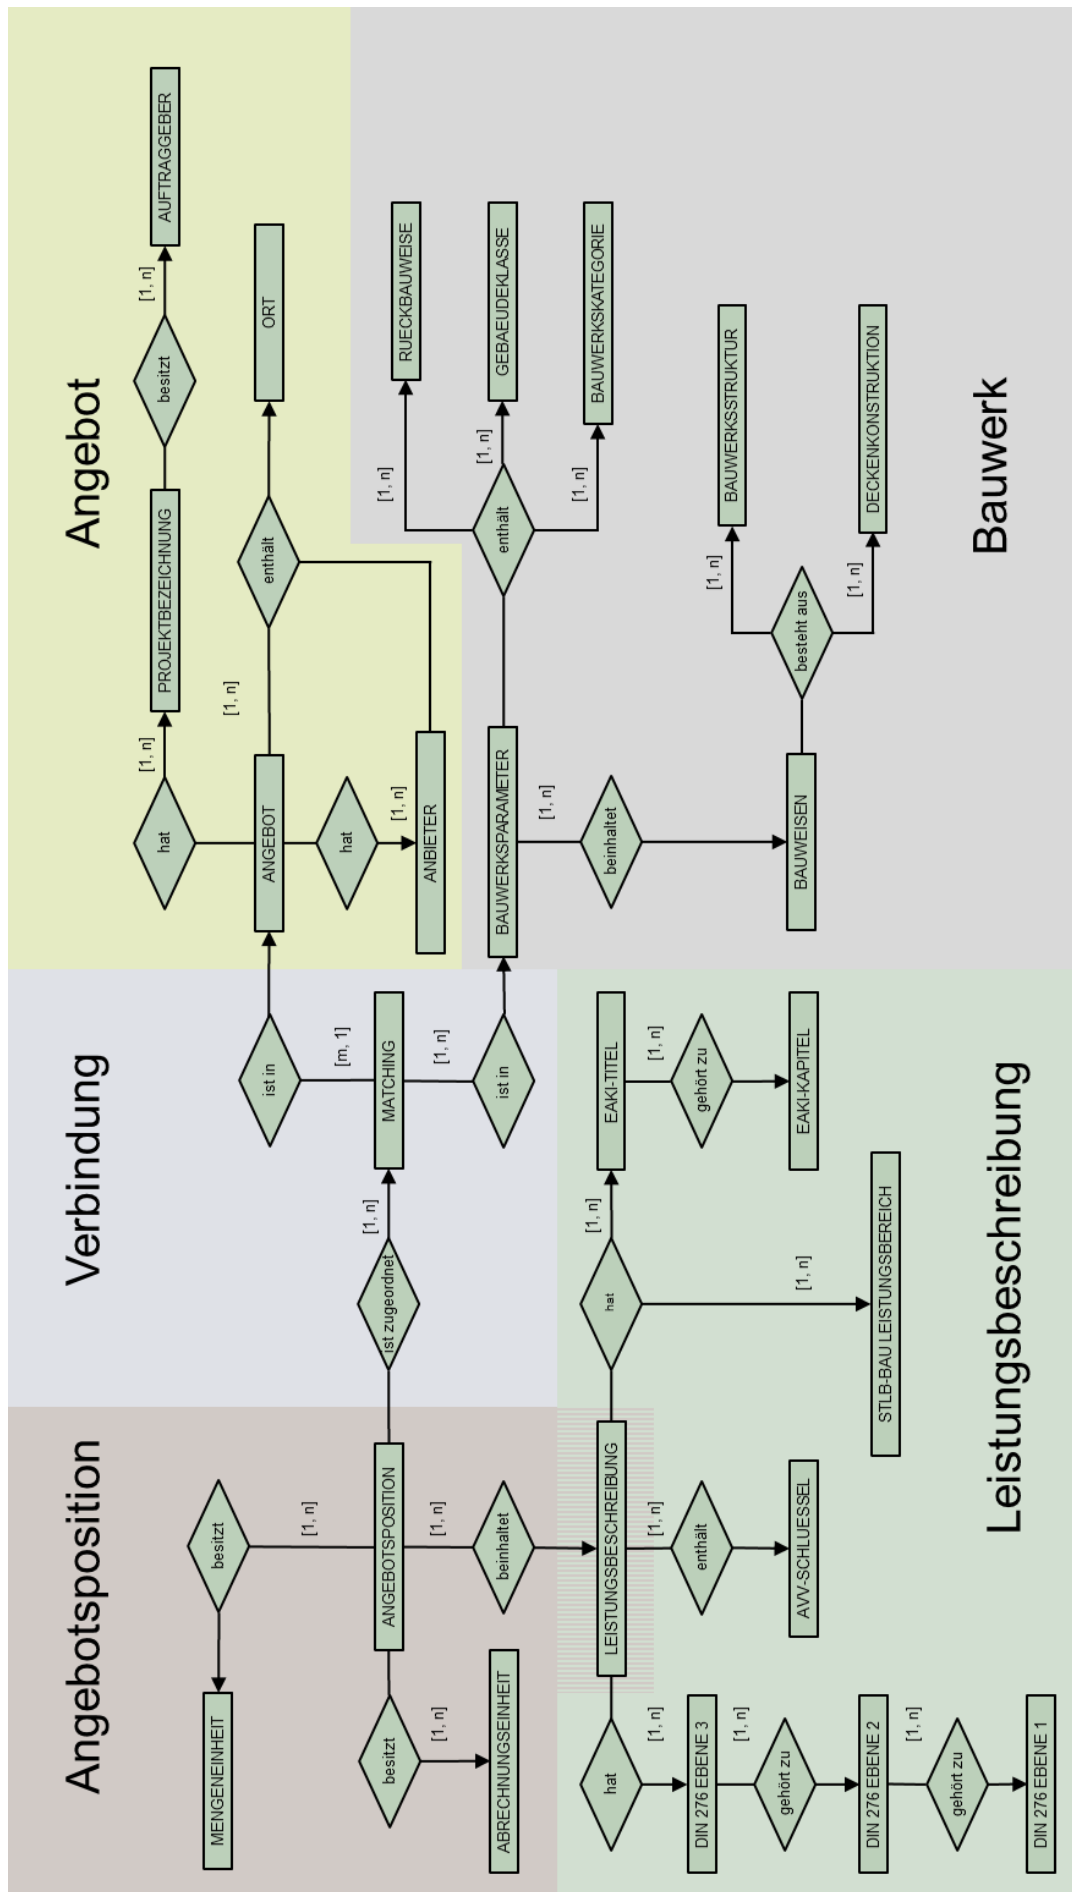 Angebotsposition
MENGENEINHEIT
besitzt
[1, n]
ANGEBOTSPOSITION
besitzt
[1, n]
ABRECHNUNGSEINHEIT
[1, n]
beinhaltet
Verbindung
ist zugeordnet
[1, n]
MATCHING
[m, 1]
ist in
[1, n]
ist in
Angebot
hat
[1, n]
PROJEKTBEZEICHNUNG
besitzt
[1, n]
AUFTRAGGEBER
ANGEBOT
[1, n]
enthält
ORT
hat
[1, n]
ANBIETER
Leistungsbeschreibung
LEISTUNGSBESCHREIBUNG
hat
[1, n]
DIN 276 EBENE 3
[1, n]
gehört zu
DIN 276 EBENE 2
[1, n]
gehört zu
DIN 276 EBENE 1
[1, n]
enthält
AVV-SCHLUESSEL
hat
[1, n]
EAKI-TITEL
[1, n]
gehört zu
EAKI-KAPITEL
[1, n]
STLB-BAU LEISTUNGSBEREICH
Bauwerk
BAUWERKSPARAMETER
enthält
[1, n]
RUECKBAUWEISE
[1, n]
GEBAEUDEKLASSE
[1, n]
BAUWERKSKATEGORIE
[1, n]
beinhaltet
BAUWEISEN
besteht aus
[1, n]
BAUWERKSSTRUKTUR
[1, n]
DECKENKONSTRUKTION